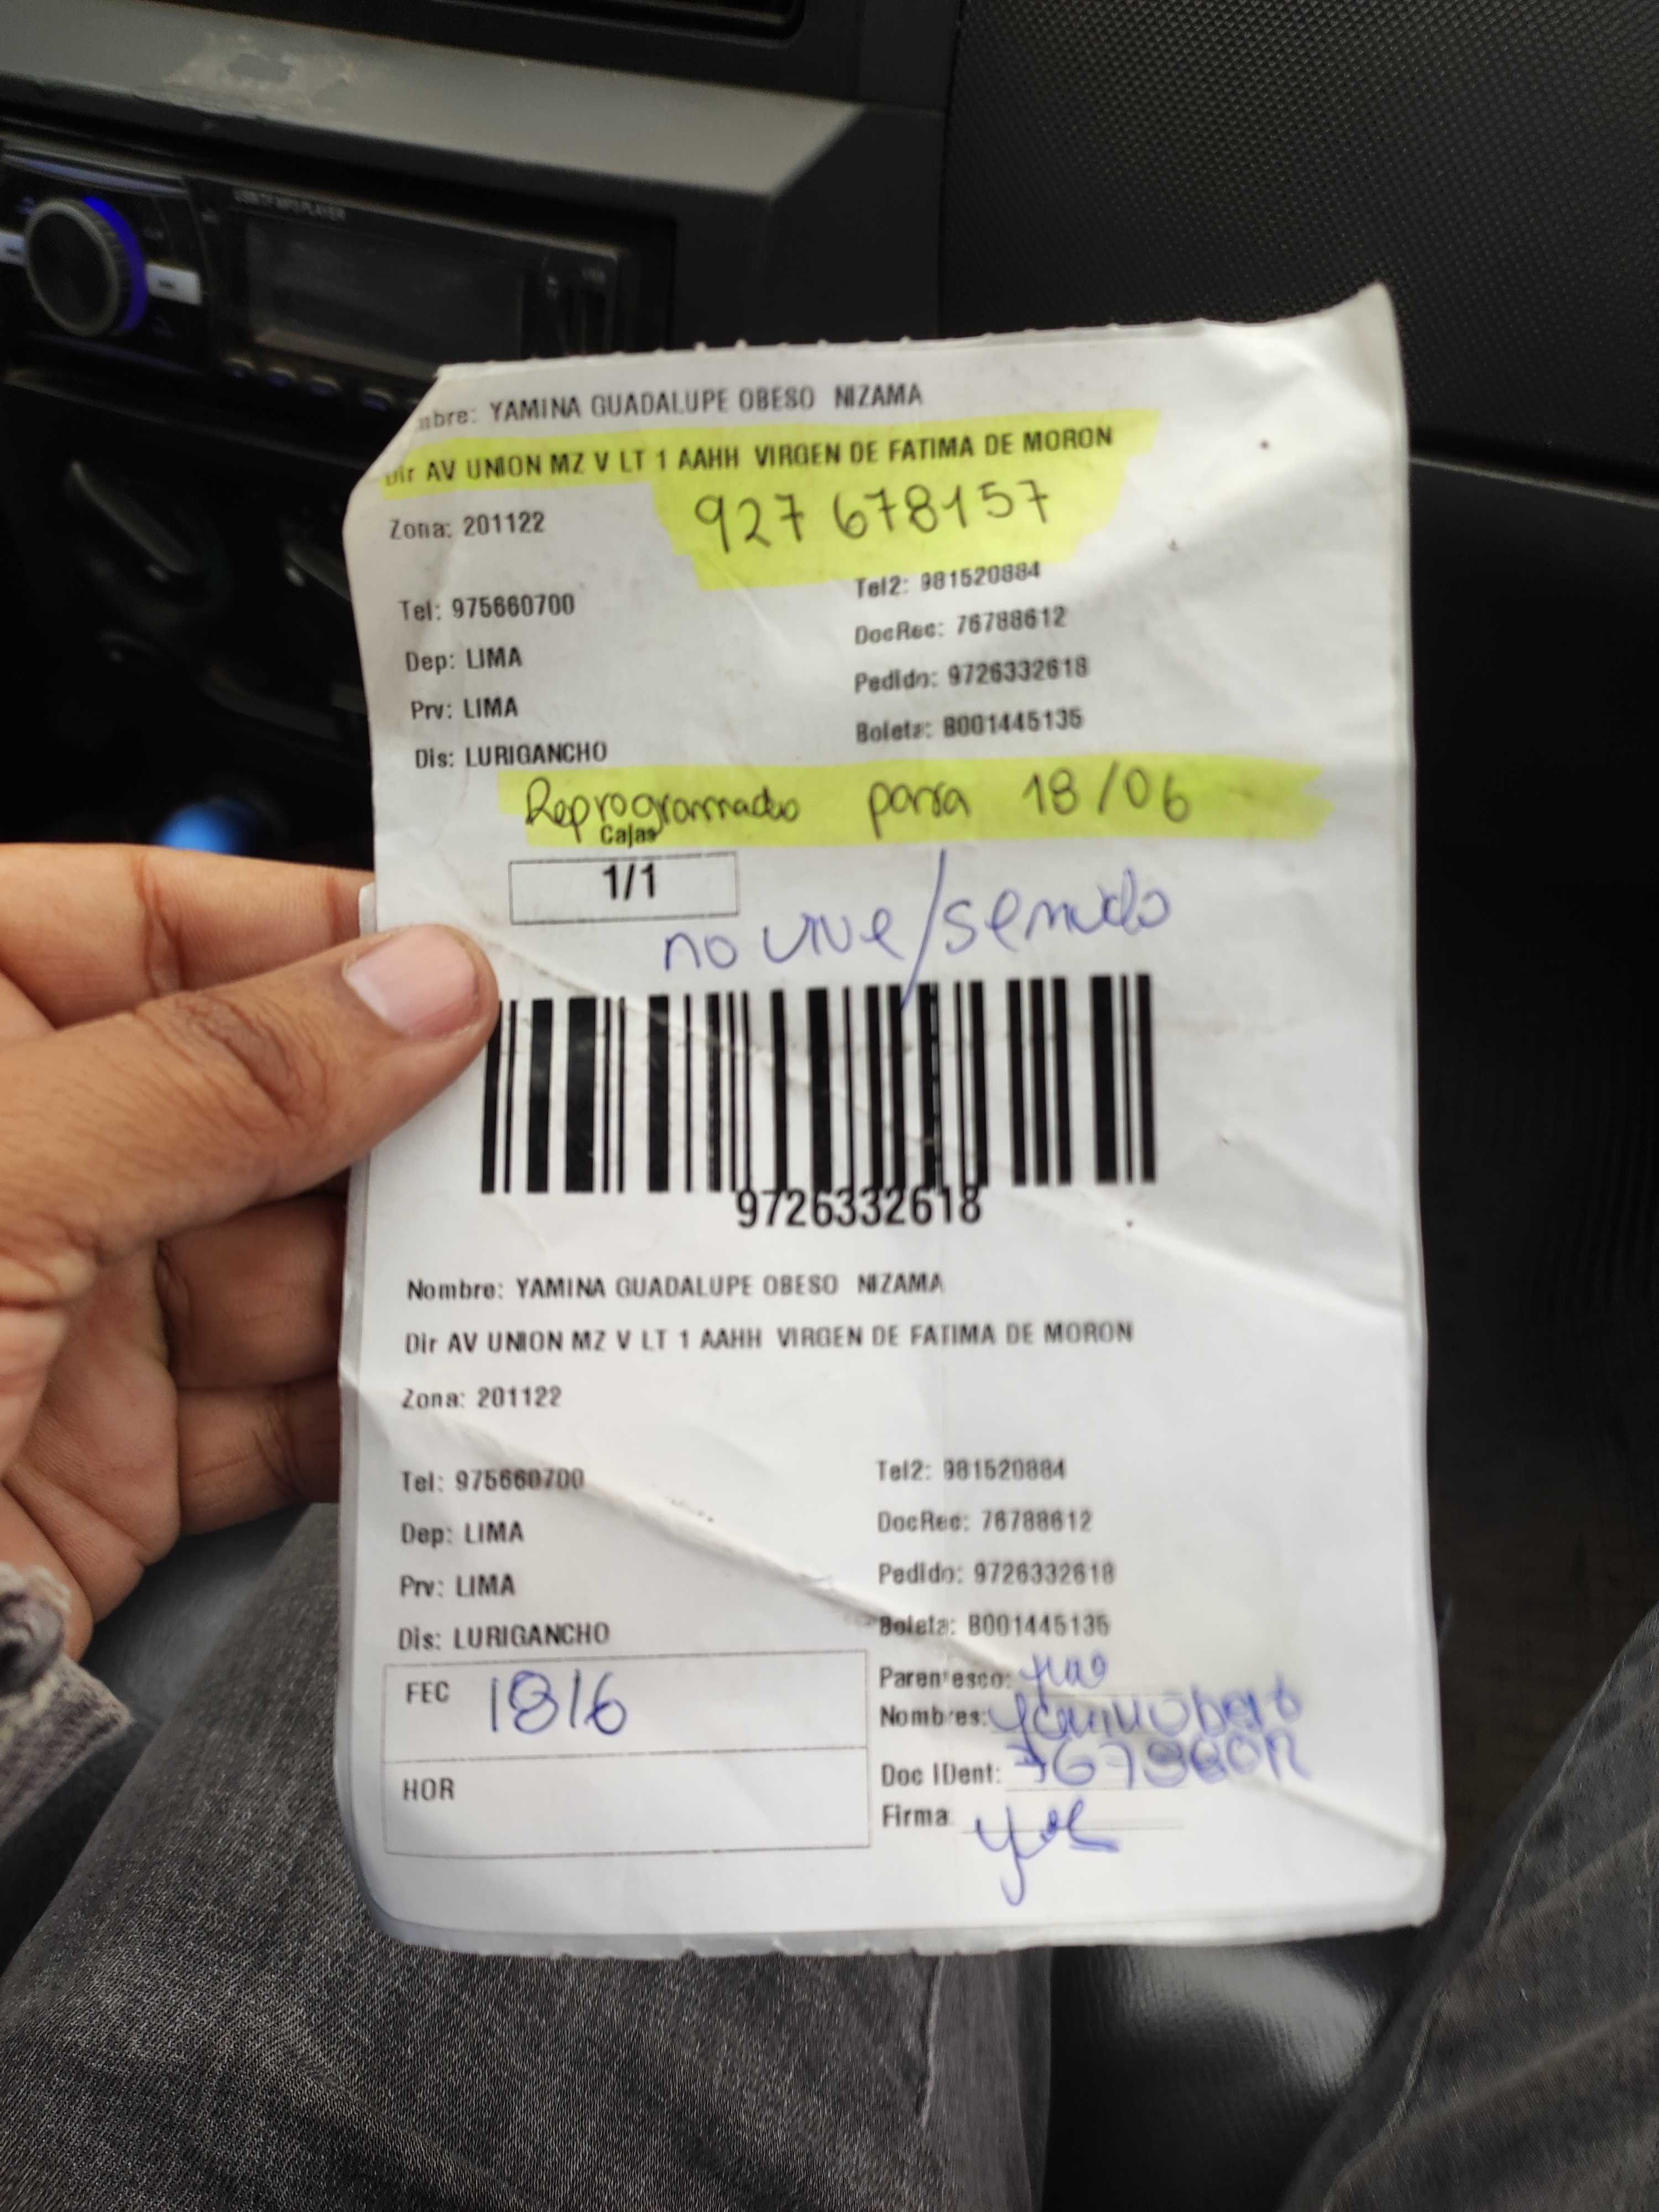 mbre: YAMINA GUADALUPE OBESO NIZAMA
Dir AV UNION MZ V LT 1 AAHH VIRGEN DE FATIMA DE MORON
927 678157
Zona: 201122
Tel: 975660700
Tel2: 981520884
Dep: LIMA
DocRec: 76788612
Prv: LIMA
Pedido: 9726332618
Dis: LURIGANCHO
Boleta: B001445135
Reprogramado para 18/06
Cajas
1/1
no vive/semudo
9726332618
Nombre: YAMINA GUADALUPE OBESO NIZAMA
Dir AV UNION MZ V LT 1 AAHH VIRGEN DE FATIMA DE MORON
Zona: 201122
Tel: 975660700
Tel2: 981520884
Dep: LIMA
DocRec: 76788612
Prv: LIMA
Pedido: 9726332618
Dis: LURIGANCHO
Boleta: B001445135
FEC 18/6
Parentesco:
Nombres:
HOR
Doc IDent:
Firma